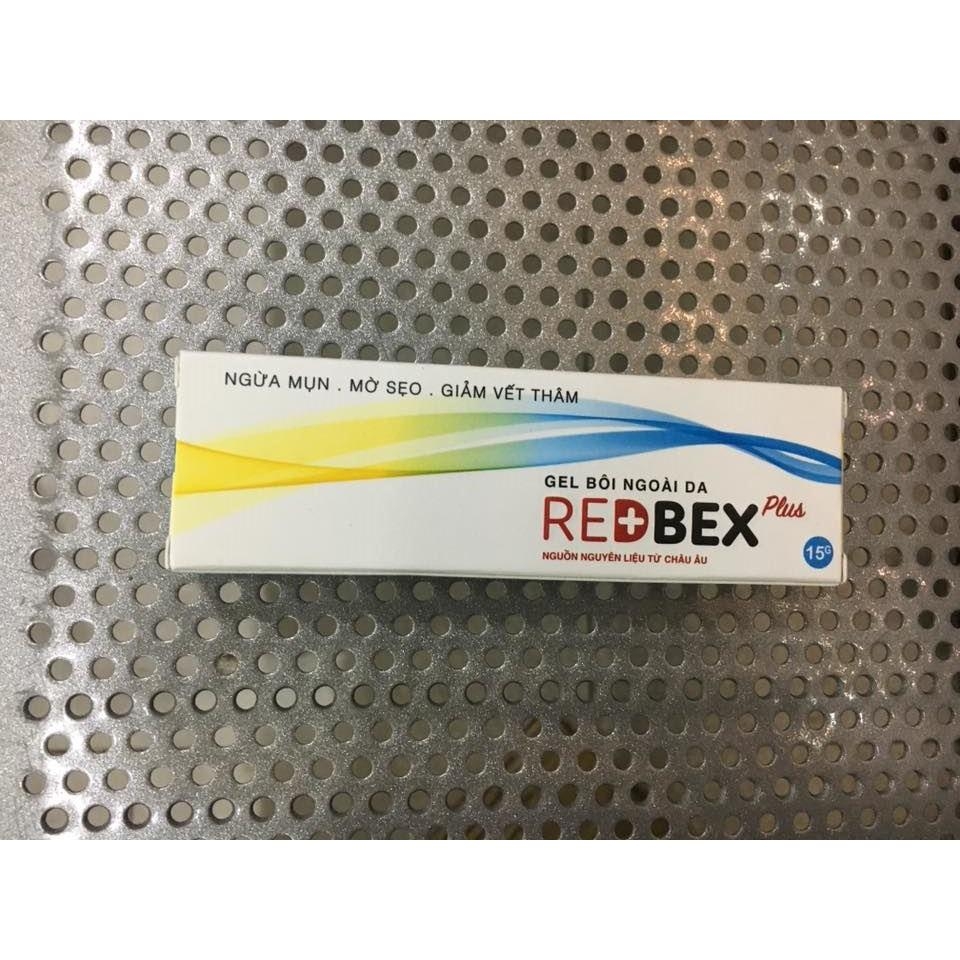 NGỪA MỤN . MỜ SẸO . GIẢM VẾT THÂM
GEL BÔI NGOÀI DA
REDBEX Plus
NGUỒN NGUYÊN LIỆU TỪ CHÂU ÂU
15G